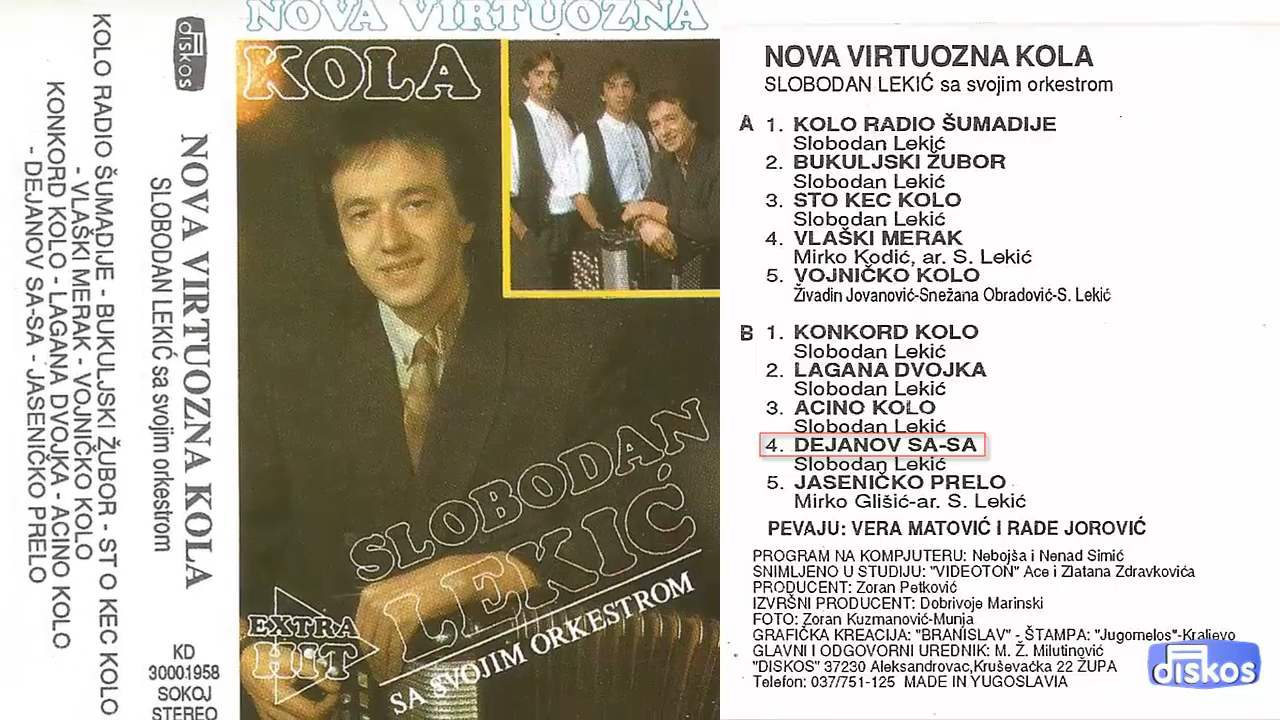 diskos
NOVA VIRTUOZNA KOLA
SLOBODAN LEKIĆ sa svojim orkestrom
KOLO RADIO ŠUMADIJE - BUKULJSKI ŽUBOR - ST O KEC KOLO
- VLAŠKI MERAK - VOJNIČKO KOLO
KONKORD KOLO - LAGANA DVOJKA - ACINO KOLO
- DEJANOV SA-SA - JASENIČKO PRELO
KD
30001958
SOKOJ
STEREO
NOVA VIRTUOZNA
KOLA
SLOBODAN
LEKIĆ
SA SVOJIM ORKESTROM
EXTRA
HIT
NOVA VIRTUOZNA KOLA
SLOBODAN LEKIĆ sa svojim orkestrom
A 1. KOLO RADIO ŠUMADIJE
Slobodan Lekić
2. BUKULJSKI ŽUBOR
Slobodan Lekić
3. STO KEC KOLO
Slobodan Lekić
4. VLAŠKI MERAK
Mirko Kodić, ar. S. Lekić
5. VOJNIČKO KOLO
Živadin Jovanović-Snežana Obradović-S. Lekić
B 1. KONKORD KOLO
Slobodan Lekić
2. LAGANA DVOJKA
Slobodan Lekić
3. ACINO KOLO
Slobodan Lekić
4. DEJANOV SA-SA
Slobodan Lekić
5. JASENIČKO PRELO
Mirko Glišić-ar. S. Lekić
PEVAJU: VERA MATOVIĆ I RADE JOROVIĆ
PROGRAM NA KOMPJUTERU: Nebojša i Nenad Simić
SNIMLJENO U STUDIJU: "VIDEOTON" Ace i Zlatana Zdravkovića
PRODUCENT: Zoran Petković
IZVRŠNI PRODUCENT: Dobrivoje Marinski
FOTO: Zoran Kuzmanović-Munja
GRAFIČKA KREACIJA: "BRANISLAV" - ŠTAMPA: "Jugomelos"-Kraljevo
GLAVNI I ODGOVORNI UREDNIK: M. Ž. Milutinović
"DISKOS" 37230 Aleksandrovac,Kruševačka 22 ŽUPA
Telefon: 037/751-125 MADE IN YUGOSLAVIA
diskos